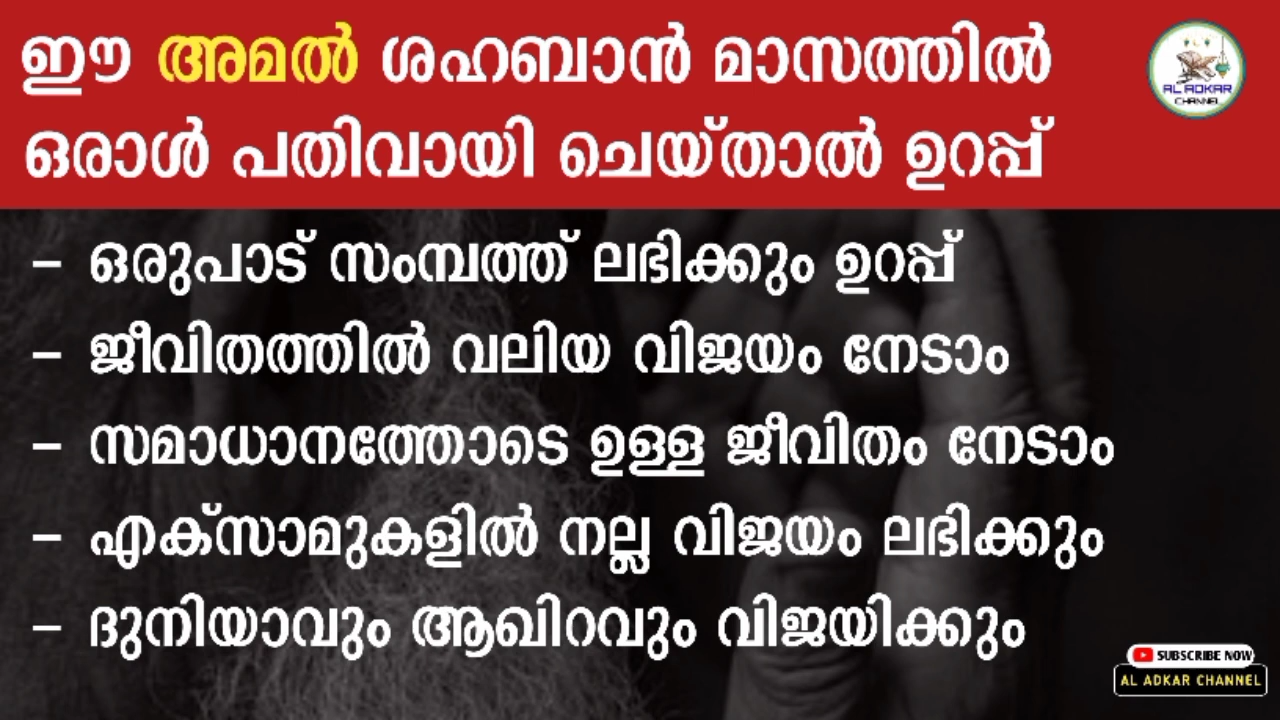 ഈ അമൽ ശഹബാൻ മാസത്തിൽ
ഒരാൾ പതിവായി ചെയ്താൽ ഉറപ്പ്
AL ADKAR
CHANNEL
– ഒരുപാട് സംമ്പത്ത് ലഭിക്കും ഉറപ്പ്
– ജീവിതത്തിൽ വലിയ വിജയം നേടാം
– സമാധാനത്തോടെ ഉള്ള ജീവിതം നേടാം
– എക്സാമുകളിൽ നല്ല വിജയം ലഭിക്കും
– ദുനിയാവും ആഖിറവും വിജയിക്കും
SUBSCRIBE NOW
AL ADKAR CHANNEL